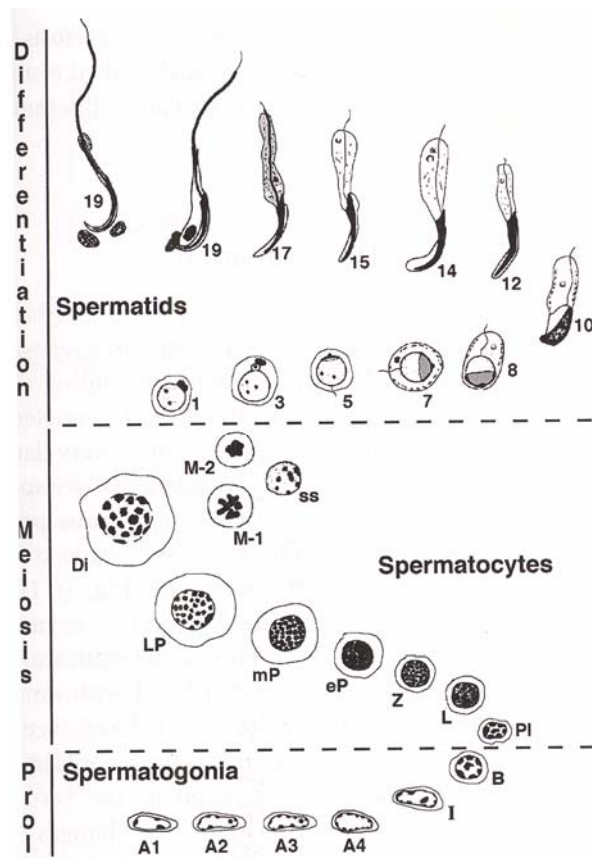 Differentiation
19
19
17
15
14
12
10
Spermatids
1
3
5
7
8
Meiosis
M-2
ss
M-1
Di
Spermatocytes
LP
mP
eP
Z
L
Pl
Prol
Spermatogonia
B
I
A1
A2
A3
A4